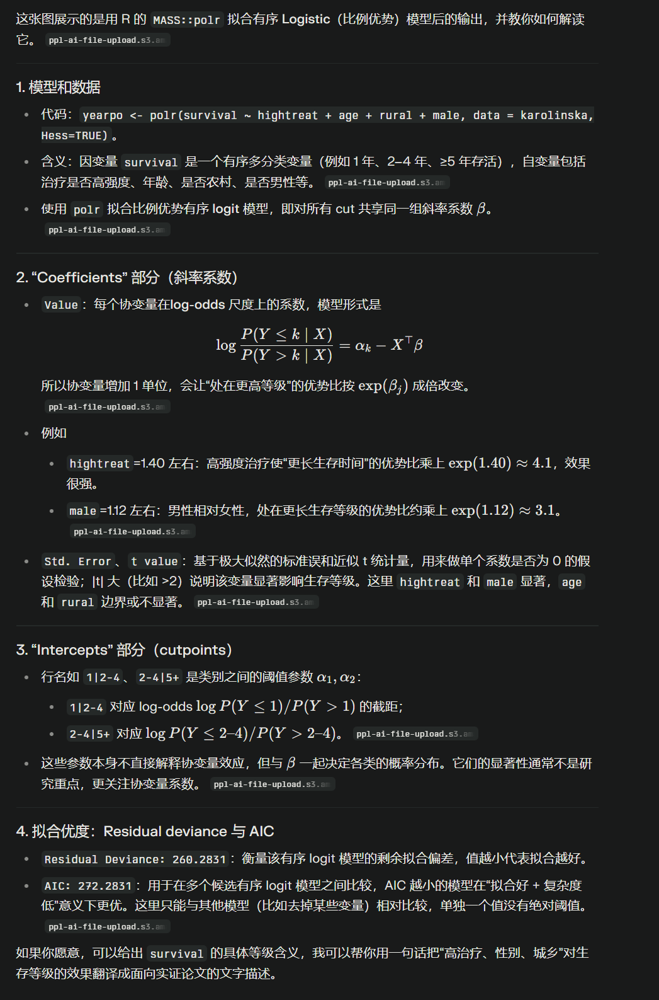 这张图展示的是用 R 的 MASS::polr 拟合有序 Logistic（比例优势）模型后的输出，并教你如何解读
它。 ppl-ai-file-upload.s3.am
1. 模型和数据
• 代码： yearpo <- polr(survival ~ hightreat + age + rural + male, data = karolinska,
Hess=TRUE) 。
• 含义：因变量 survival 是一个有序多分类变量（例如 1 年、2–4 年、≥5 年存活），自变量包括
治疗是否高强度、年龄、是否农村、是否男性等。 ppl-ai-file-upload.s3.am
• 使用 polr 拟合比例优势有序 logit 模型，即对所有 cut 共享同一组斜率系数 β。
ppl-ai-file-upload.s3.am
2. “Coefficients” 部分（斜率系数）
• Value ：每个协变量在log-odds 尺度上的系数，模型形式是
log P(Y ≤ k | X) / P(Y > k | X) = αₖ − X⊤β
所以协变量增加 1 单位，会让“处在更高等级”的优势比按 exp(βⱼ) 成倍改变。
ppl-ai-file-upload.s3.am
• 例如
• hightreat =1.40 左右：高强度治疗使“更长生存时间”的优势比乘上 exp(1.40) ≈ 4.1，效果
很强。
• male =1.12 左右：男性相对女性，处在更长生存等级的优势比约乘上 exp(1.12) ≈ 3.1。
ppl-ai-file-upload.s3.am
• Std. Error 、 t value ：基于极大似然的标准误和近似 t 统计量，用来做单个系数是否为 0 的假
设检验；|t| 大（比如 >2）说明该变量显著影响生存等级。这里 hightreat 和 male 显著， age
和 rural 边界或不显著。 ppl-ai-file-upload.s3.am
3. “Intercepts” 部分（cutpoints）
• 行名如 1|2-4 、 2-4|5+ 是类别之间的阈值参数 α₁, α₂：
• 1|2-4 对应 log-odds log P(Y ≤ 1)/P(Y > 1) 的截距；
• 2-4|5+ 对应 log P(Y ≤ 2–4)/P(Y > 2–4)。 ppl-ai-file-upload.s3.am
• 这些参数本身不直接解释协变量效应，但与 β 一起决定各类的概率分布。它们的显著性通常不是研
究重点，更关注协变量系数。 ppl-ai-file-upload.s3.am
4. 拟合优度：Residual deviance 与 AIC
• Residual Deviance: 260.2831 ：衡量该有序 logit 模型的剩余拟合偏差，值越小代表拟合越好。
• AIC: 272.2831 ：用于在多个候选有序 logit 模型之间比较，AIC 越小的模型在“拟合好 + 复杂度
低”意义下更优。这里只能与其他模型（比如去掉某些变量）相对比较，单独一个值没有绝对阈值。
ppl-ai-file-upload.s3.am
如果你愿意，可以给出 survival 的具体等级含义，我可以帮你用一句话把“高治疗、性别、城乡”对生
存等级的效果翻译成面向实证论文的文字描述。